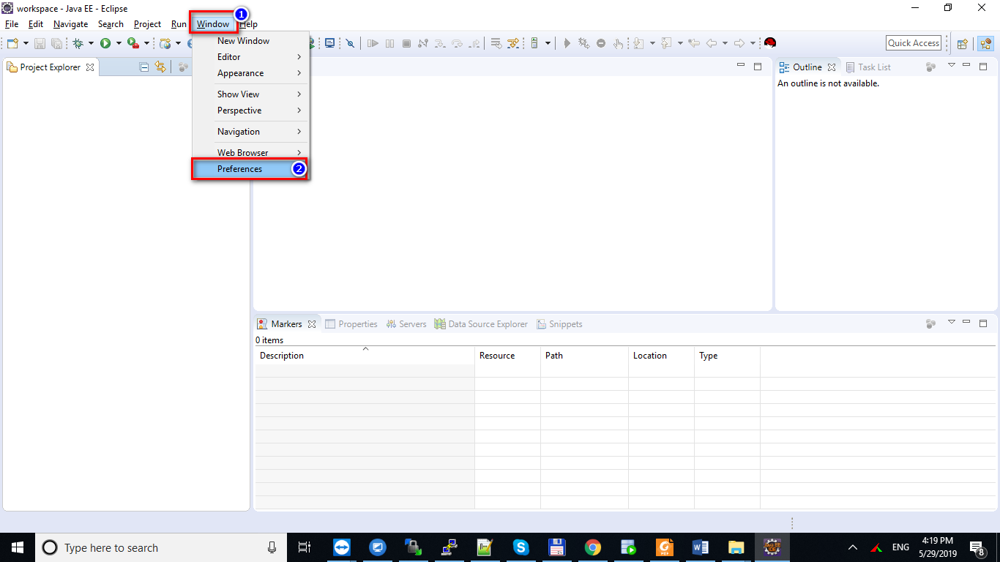 workspace - Java EE - Eclipse
File Edit Navigate Search Project Run Window Help
1
New Window
Editor
Appearance
Show View
Perspective
Navigation
Web Browser
Preferences 2
Quick Access
Project Explorer
Outline Task List
An outline is not available.
Markers Properties Servers Data Source Explorer Snippets
0 items
Description Resource Path Location Type
Type here to search
ENG
4:19 PM
5/29/2019
8